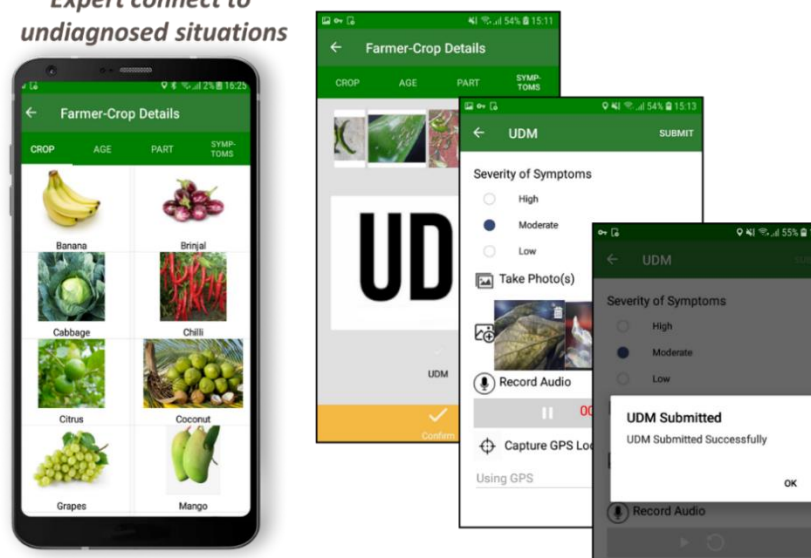 Expert connect to
undiagnosed situations
2% 16:25
Farmer-Crop Details
CROP AGE PART SYMP-
TOMS
Banana Brinjal
Cabbage Chilli
Citrus Coconut
Grapes Mango
54% 15:11
Farmer-Crop Details
CROP AGE PART SYMP-
TOMS
UD
UDM
Confirm
54% 15:13
UDM SUBMIT
Severity of Symptoms
High
Moderate
Low
Take Photo(s)
Record Audio
00
Capture GPS Lo
Using GPS
55%
UDM
Severity of Symptoms
High
Moderate
Low
UDM Submitted
UDM Submitted Successfully
OK
Record Audio